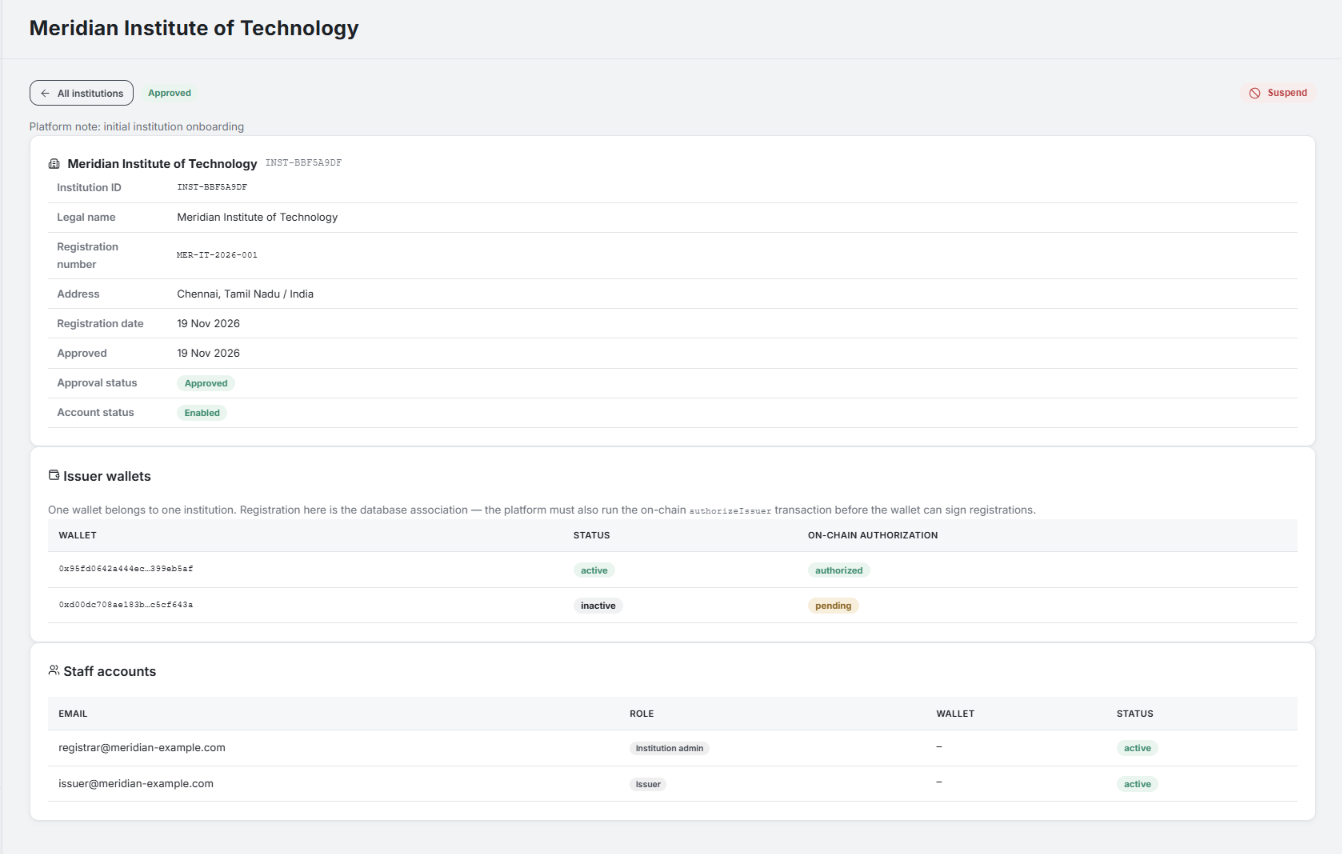 Meridian Institute of Technology
← All institutions Approved Suspend
Platform note: initial institution onboarding
Meridian Institute of Technology INST-BBF5A9DF
Institution ID INST-BBF5A9DF
Legal name Meridian Institute of Technology
Registration
number MER-IT-2026-001
Address Chennai, Tamil Nadu / India
Registration date 19 Nov 2026
Approved 19 Nov 2026
Approval status Approved
Account status Enabled
Issuer wallets
One wallet belongs to one institution. Registration here is the database association — the platform must also run the on-chain authorizeIssuer transaction before the wallet can sign registrations.
WALLET STATUS ON-CHAIN AUTHORIZATION
0x95fd0642a444ec…399eb5af active authorized
0xd00dc708ae183b…c5cf643a inactive pending
Staff accounts
EMAIL ROLE WALLET STATUS
registrar@meridian-example.com Institution admin — active
issuer@meridian-example.com Issuer — active